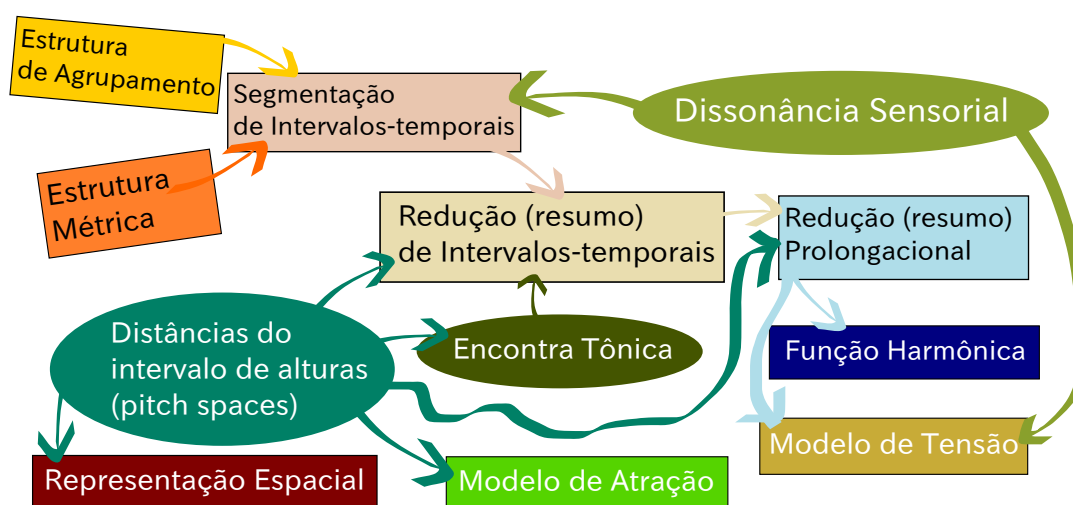 Estrutura
de Agrupamento
Segmentação
de Intervalos-temporais
Dissonância Sensorial
Estrutura
Métrica
Redução (resumo)
de Intervalos-temporais
Redução (resumo)
Prolongacional
Distâncias do
intervalo de alturas
(pitch spaces)
Encontra Tônica
Função Harmônica
Modelo de Tensão
Representação Espacial
Modelo de Atração